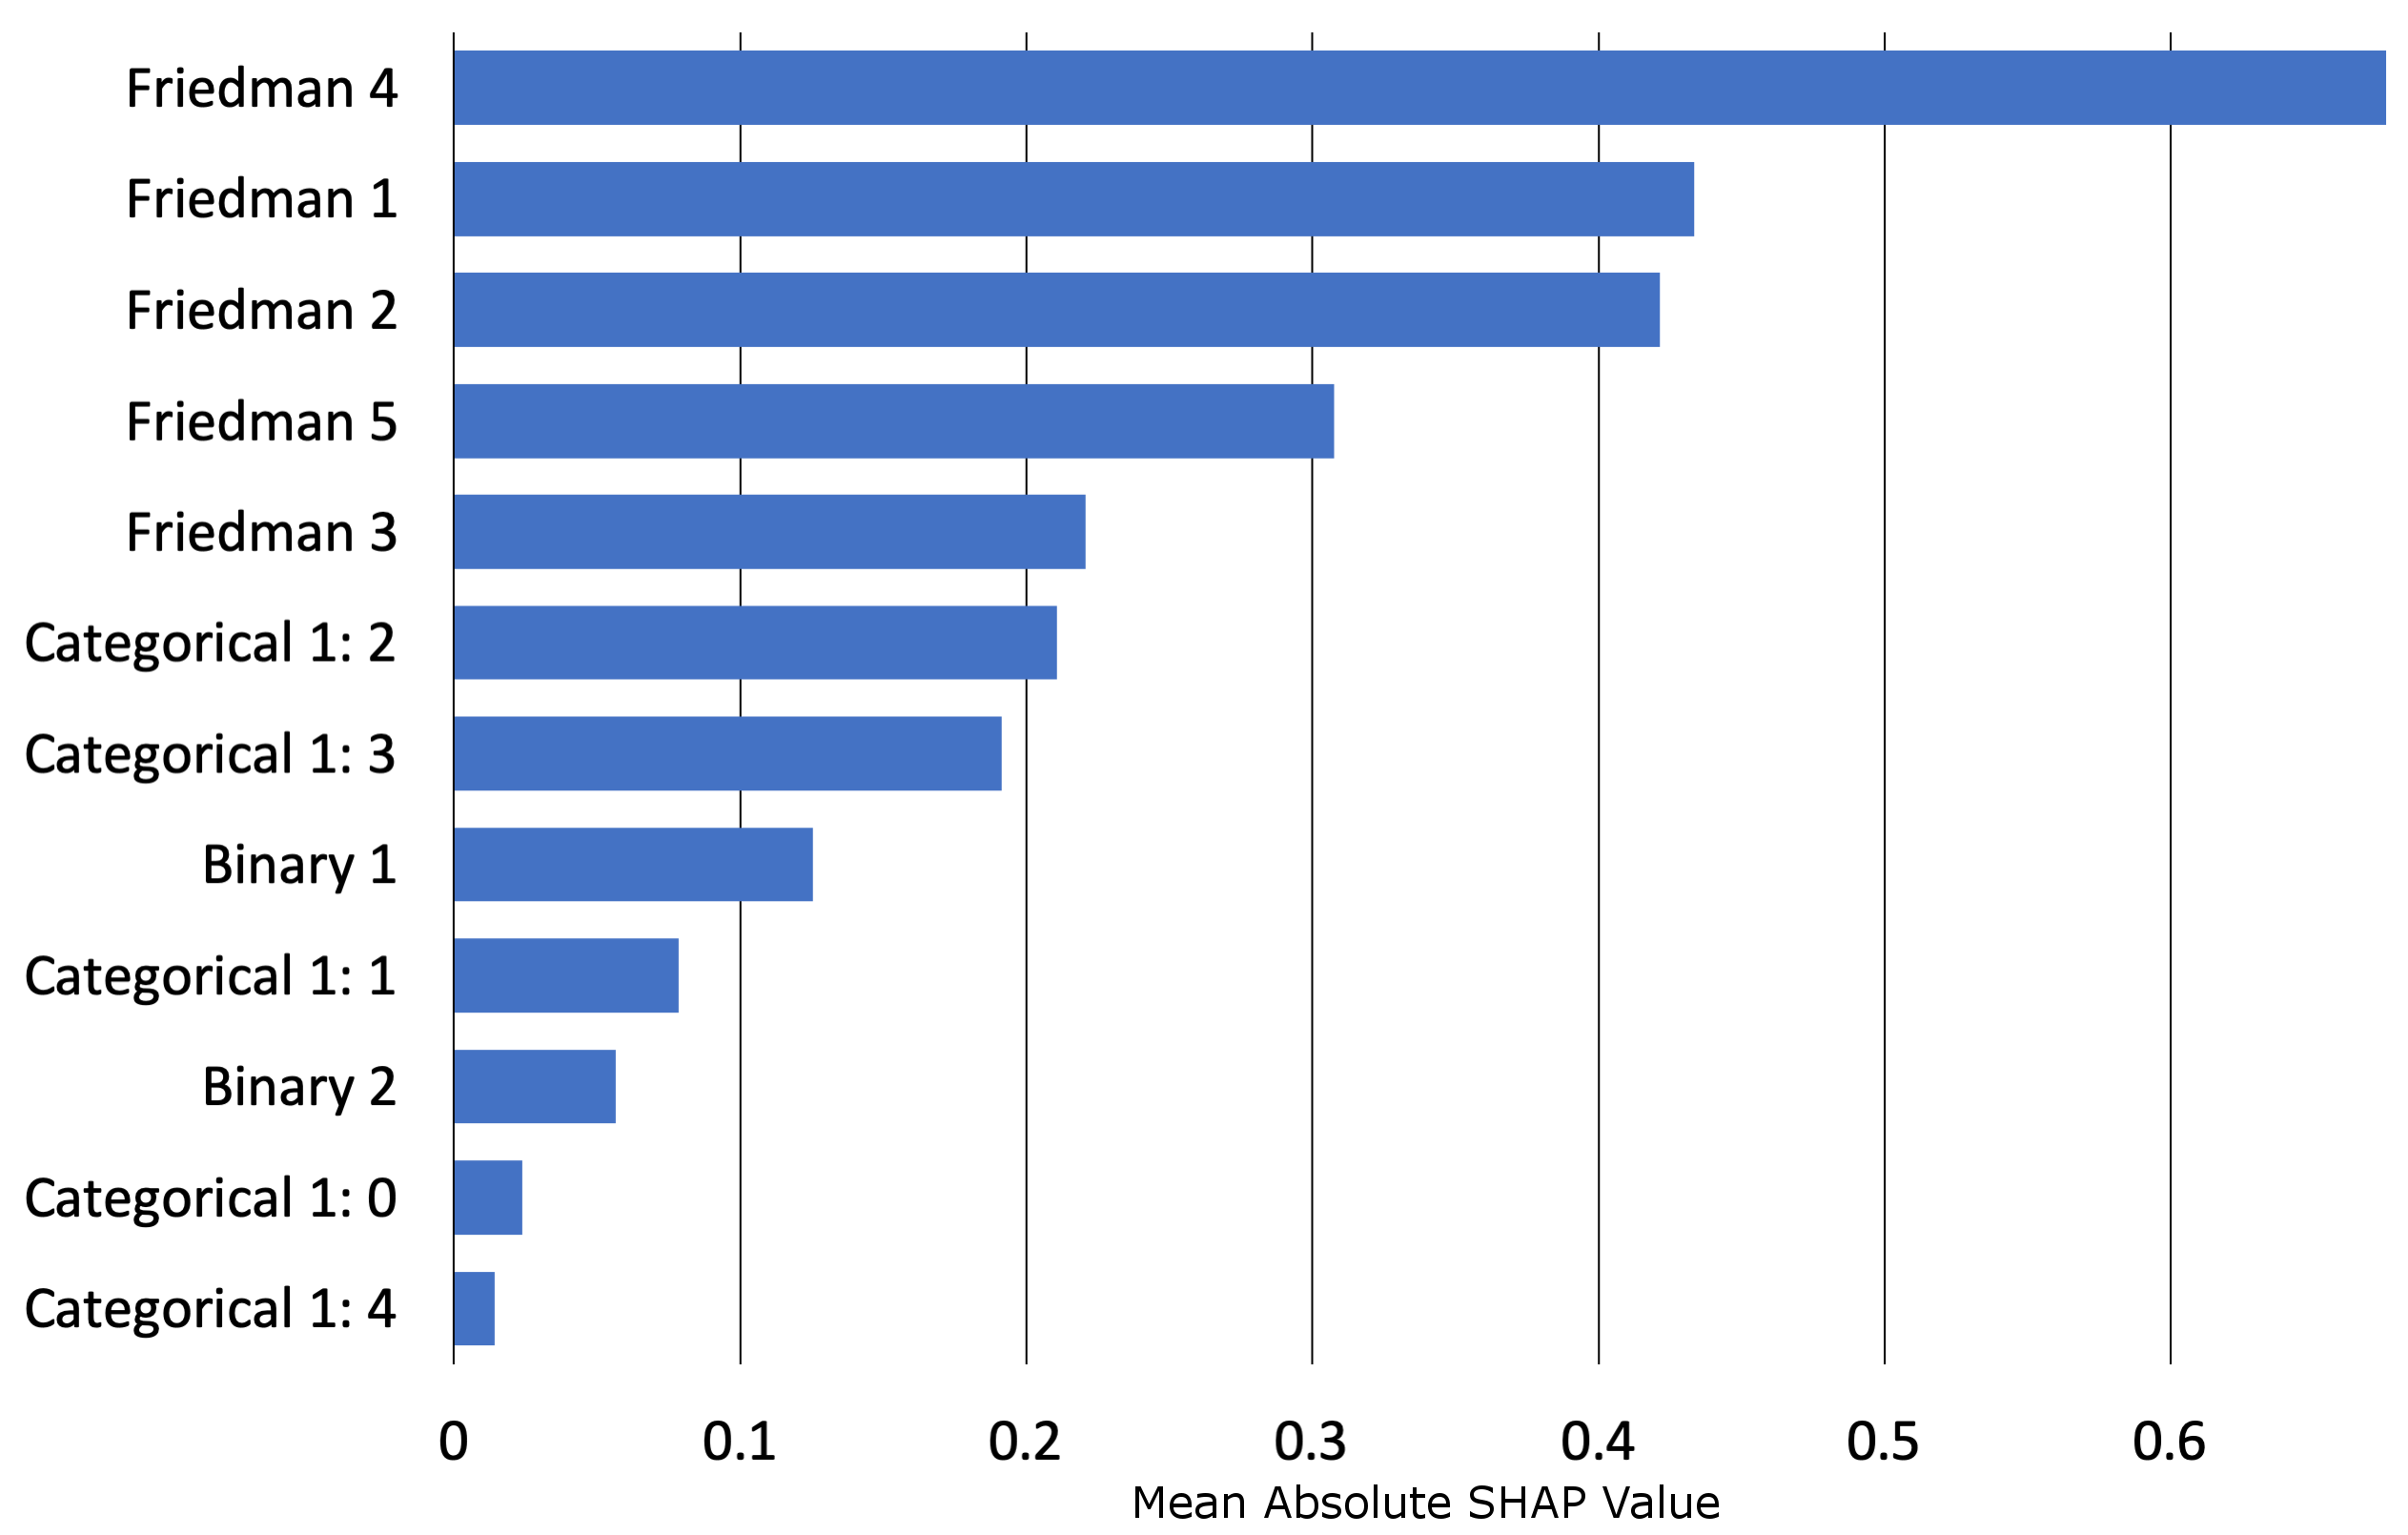 Friedman 4
Friedman 1
Friedman 2
Friedman 5
Friedman 3
Categorical 1: 2
Categorical 1: 3
Binary 1
Categorical 1: 1
Binary 2
Categorical 1: 0
Categorical 1: 4
0 0.1 0.2 0.3 0.4 0.5 0.6
Mean Absolute SHAP Value